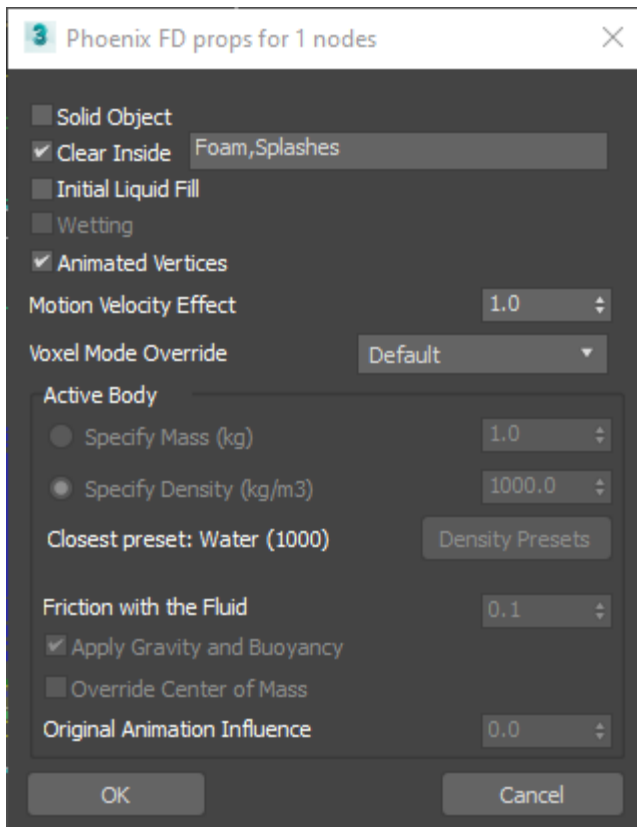 3 Phoenix FD props for 1 nodes
Solid Object
Clear Inside Foam,Splashes
Initial Liquid Fill
Wetting
Animated Vertices
Motion Velocity Effect 1.0
Voxel Mode Override Default
Active Body
Specify Mass (kg) 1.0
Specify Density (kg/m3) 1000.0
Closest preset: Water (1000) Density Presets
Friction with the Fluid 0.1
Apply Gravity and Buoyancy
Override Center of Mass
Original Animation Influence 0.0
OK Cancel